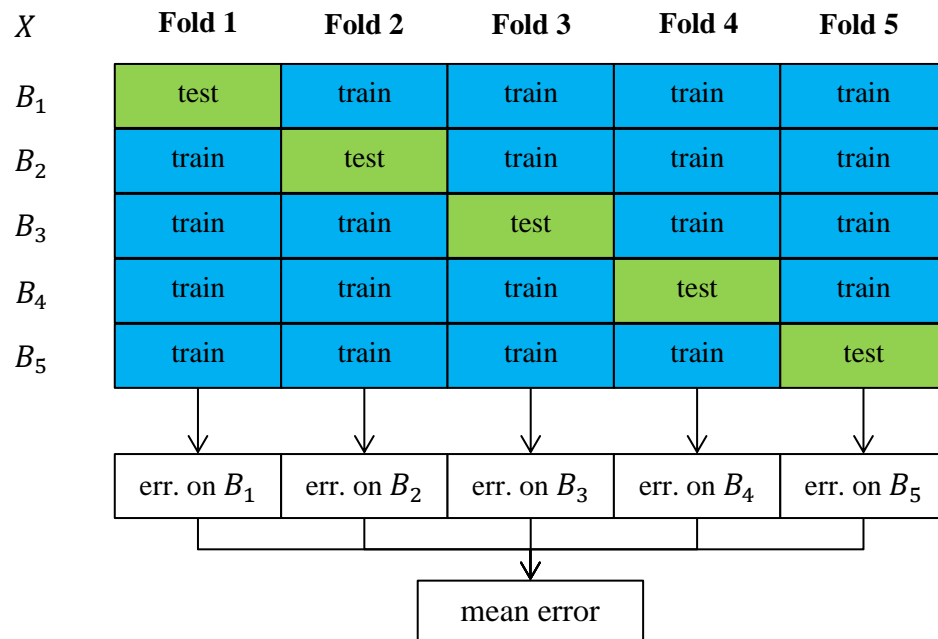 X Fold 1 Fold 2 Fold 3 Fold 4 Fold 5
B₁ test train train train train
B₂ train test train train train
B₃ train train test train train
B₄ train train train test train
B₅ train train train train test
err. on B₁ err. on B₂ err. on B₃ err. on B₄ err. on B₅
mean error